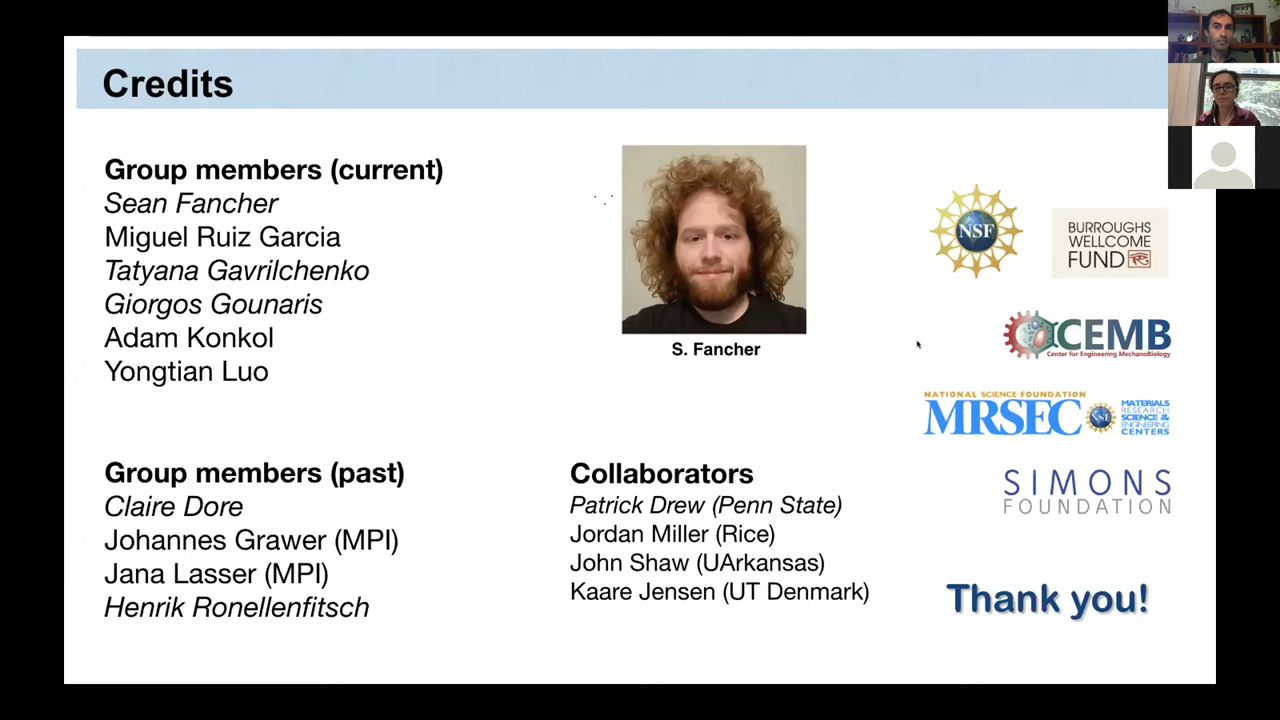 Credits
Group members (current)
Sean Fancher
Miguel Ruiz Garcia
Tatyana Gavrilchenko
Giorgos Gounaris
Adam Konkol
Yongtian Luo
S. Fancher
NSF
BURROUGHS
WELLCOME
FUND
CEMB
Center for Engineering MechanoBiology
NATIONAL SCIENCE FOUNDATION
MRSEC
NSF
MATERIALS
RESEARCH
SCIENCE &
ENGINEERING
CENTERS
SIMONS
FOUNDATION
Group members (past)
Claire Dore
Johannes Grawer (MPI)
Jana Lasser (MPI)
Henrik Ronellenfitsch
Collaborators
Patrick Drew (Penn State)
Jordan Miller (Rice)
John Shaw (UArkansas)
Kaare Jensen (UT Denmark)
Thank you!